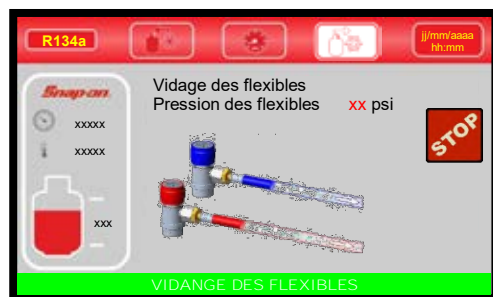 R134a
jj/mm/aaaa
hh:mm
Snap-on
xxxxx
xxxxx
xxx
Vidage des flexibles
Pression des flexibles xx psi
STOP
VIDANGE DES FLEXIBLES